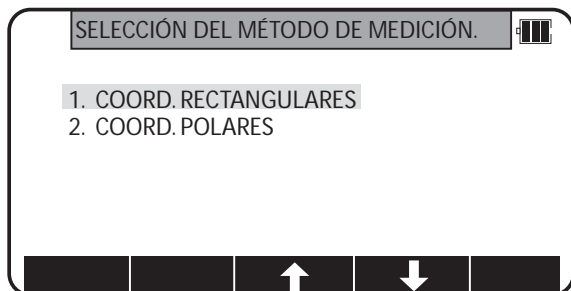 SELECCIÓN DEL MÉTODO DE MEDICIÓN.
1. COORD. RECTANGULARES
2. COORD. POLARES